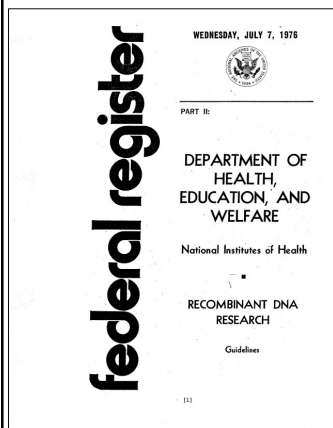 federal register
WEDNESDAY, JULY 7, 1976
PART II:
DEPARTMENT OF
HEALTH,
EDUCATION, AND
WELFARE
National Institutes of Health
RECOMBINANT DNA
RESEARCH
Guidelines
[1]